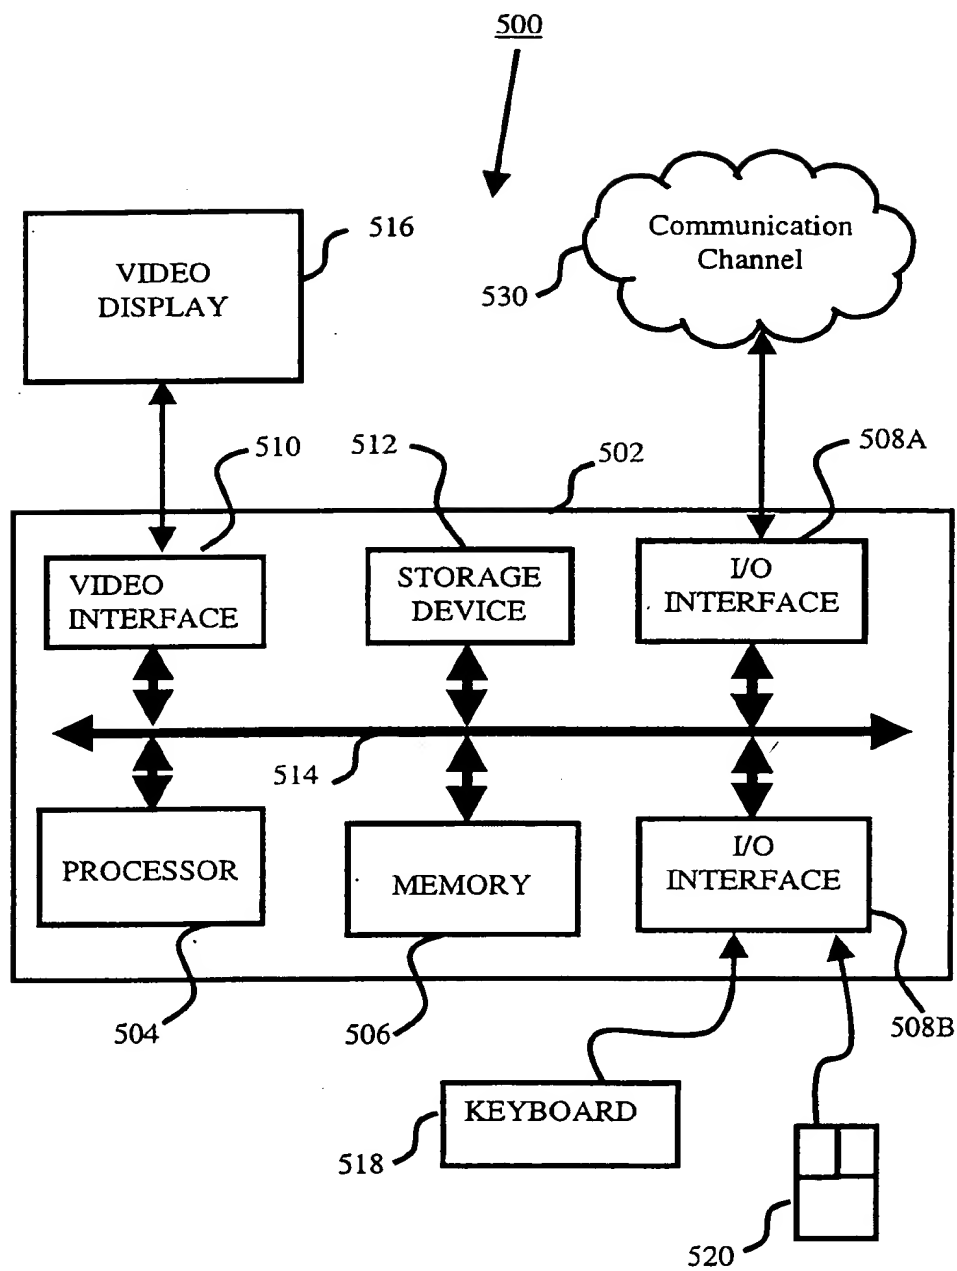 500
516
VIDEO
DISPLAY
Communication
Channel
530
510
512
502
508A
VIDEO
INTERFACE
STORAGE
DEVICE
I/O
INTERFACE
514
PROCESSOR
MEMORY
I/O
INTERFACE
504
506
508B
KEYBOARD
518
520